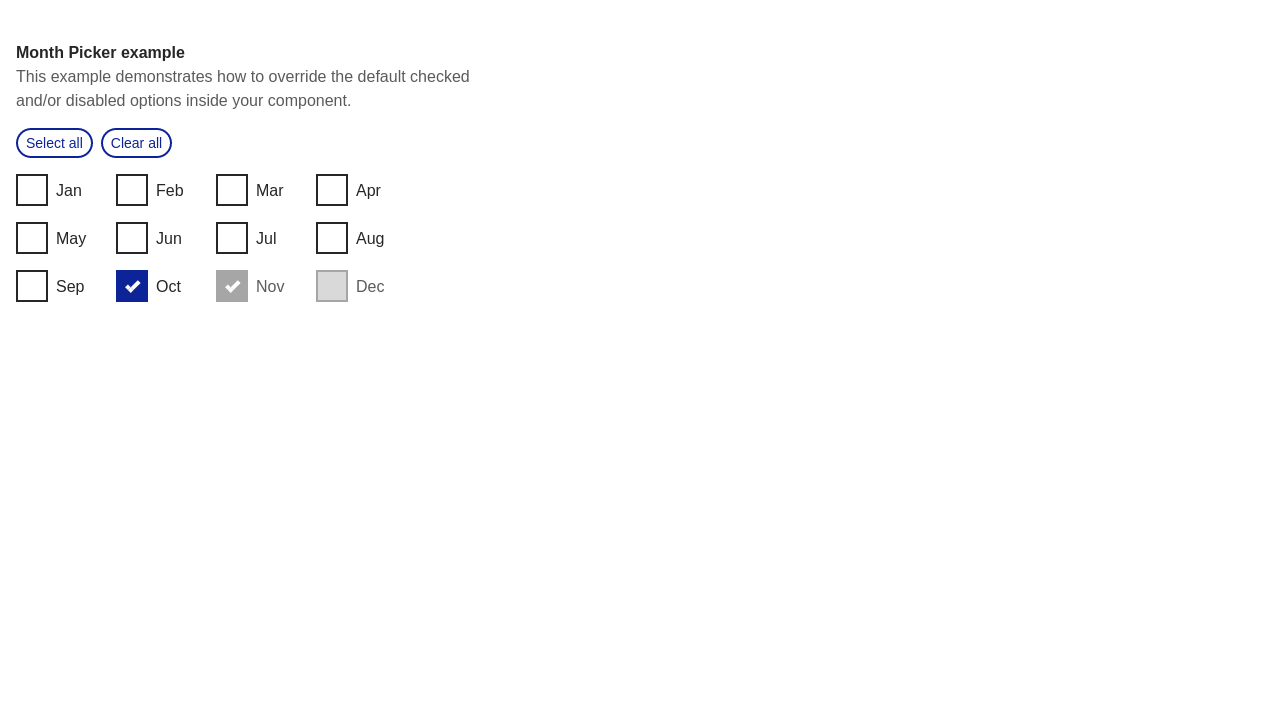 Month Picker example
This example demonstrates how to override the default checked
and/or disabled options inside your component.
Select all Clear all
Jan Feb Mar Apr
May Jun Jul Aug
Sep Oct Nov Dec